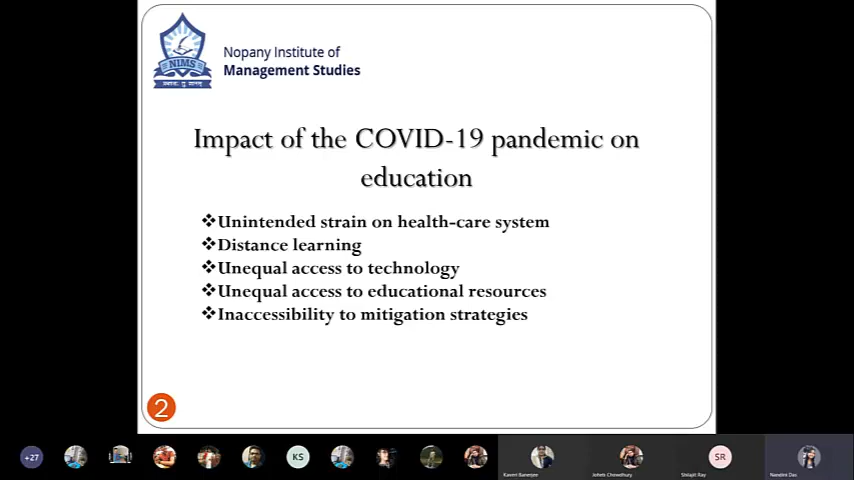 Nopany Institute of
Management Studies
NIMS
Impact of the COVID-19 pandemic on
education
❖Unintended strain on health-care system
❖Distance learning
❖Unequal access to technology
❖Unequal access to educational resources
❖Inaccessibility to mitigation strategies
2
+27
KS
SR
Kaveri Banerjee
Joheb Chowdhury
Shilajit Ray
Nandini Das